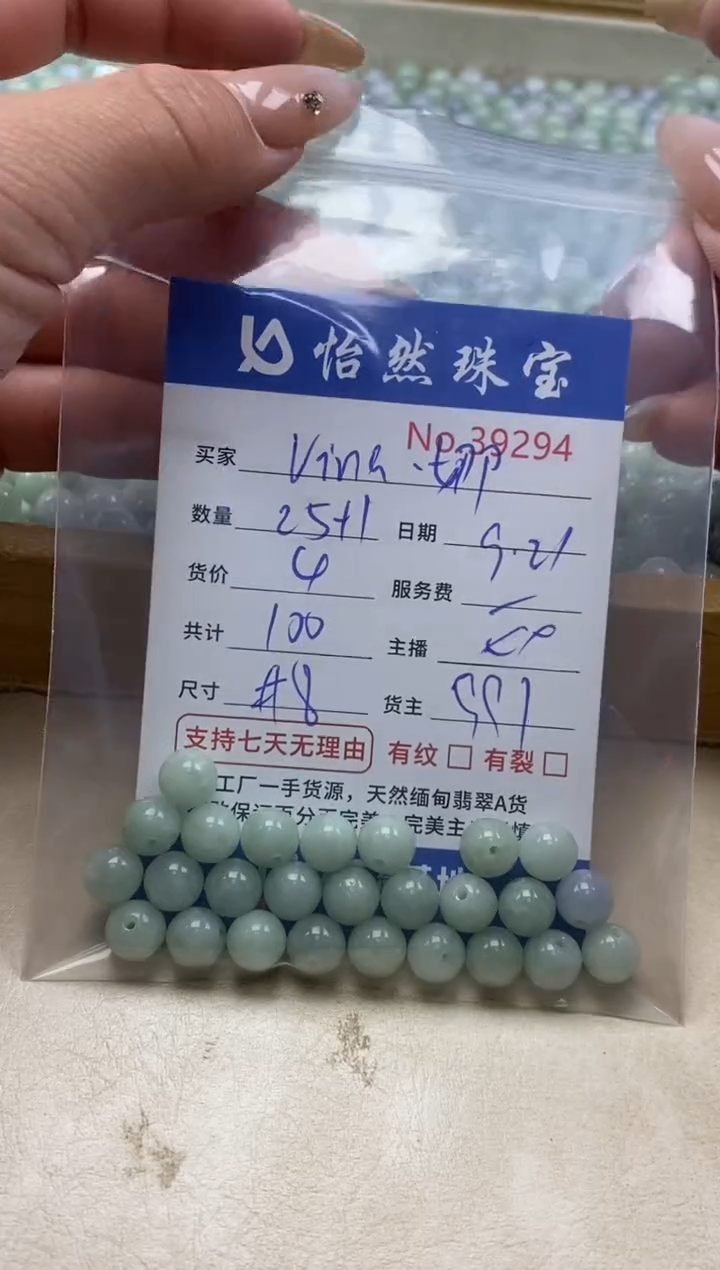 怡然珠宝
No.39294
买家 Vina
数量 25+1 日期 9.21
货价 4 服务费
共计 100 主播
尺寸 #8 货主
支持七天无理由 有纹 □ 有裂 □
工厂一手货源，天然缅甸翡翠A货
完美主